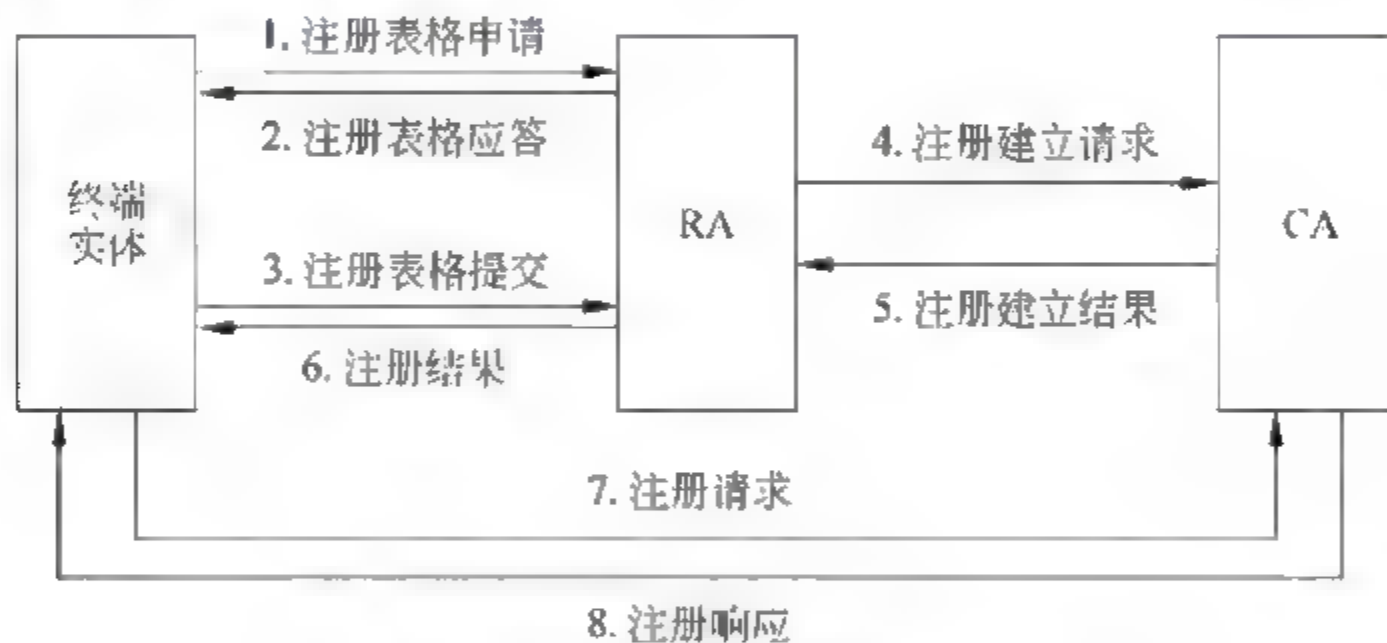 1. 注册表格申请
2. 注册表格应答
4. 注册建立请求
终端
实体
RA
CA
3. 注册表格提交
5. 注册建立结果
6. 注册结果
7. 注册请求
8. 注册响应